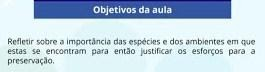 Objetivos da aula
Refletir sobre a importância das espécies e dos ambientes em que
estas se encontram para então justificar os esforços para a
preservação.